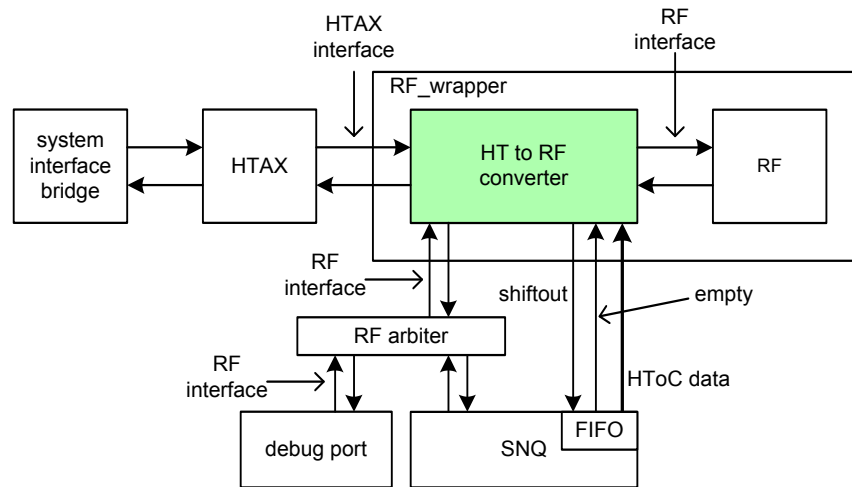 HTAX
interface
RF
interface
RF_wrapper
system
interface
bridge
HTAX
HT to RF
converter
RF
RF
interface
shiftout
empty
RF arbiter
RF
interface
HToC data
debug port
SNQ
FIFO